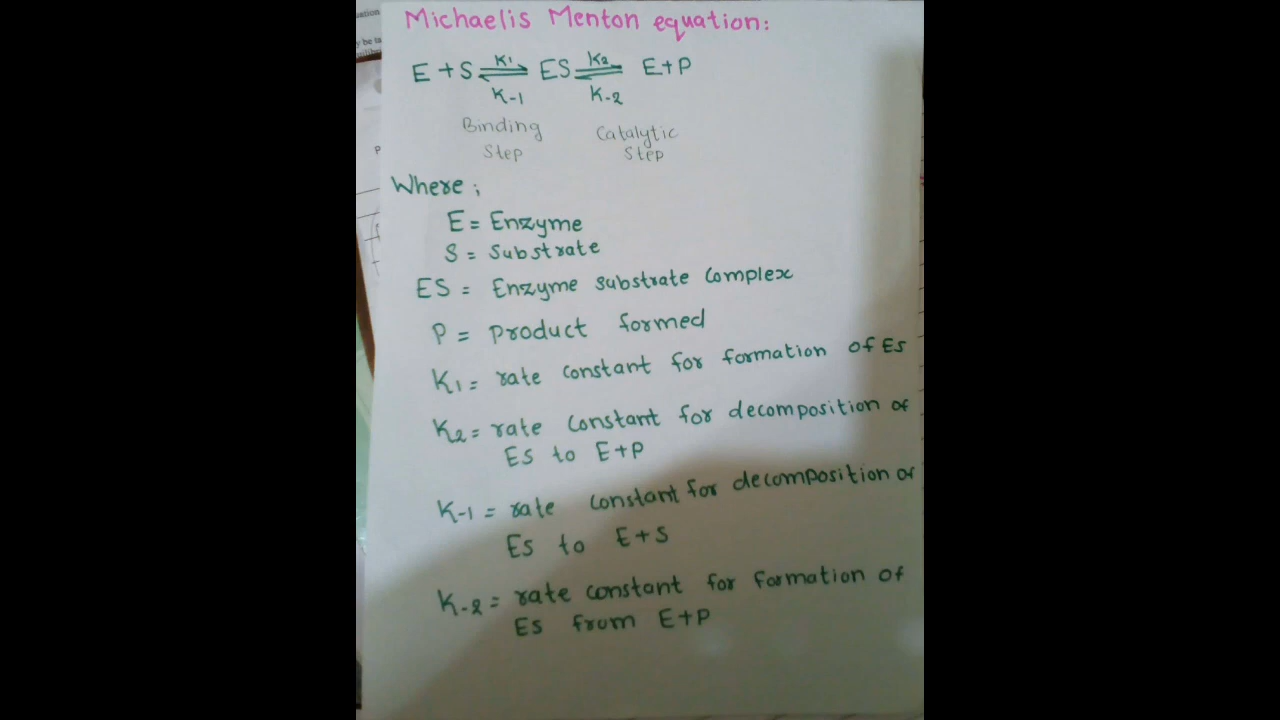 Michaelis Menton equation:
E + S ⇌ ES ⇌ E+P
K1 K2
K-1 K-2
Binding Step
Catalytic Step
Where;
E = Enzyme
S = Substrate
ES = Enzyme substrate complex
P = product formed
K1 = rate constant for formation of Es
K2 = rate constant for decomposition of
Es to E+P
K-1 = rate constant for decomposition of
Es to E+S
K-2 = rate constant for formation of
Es from E+P